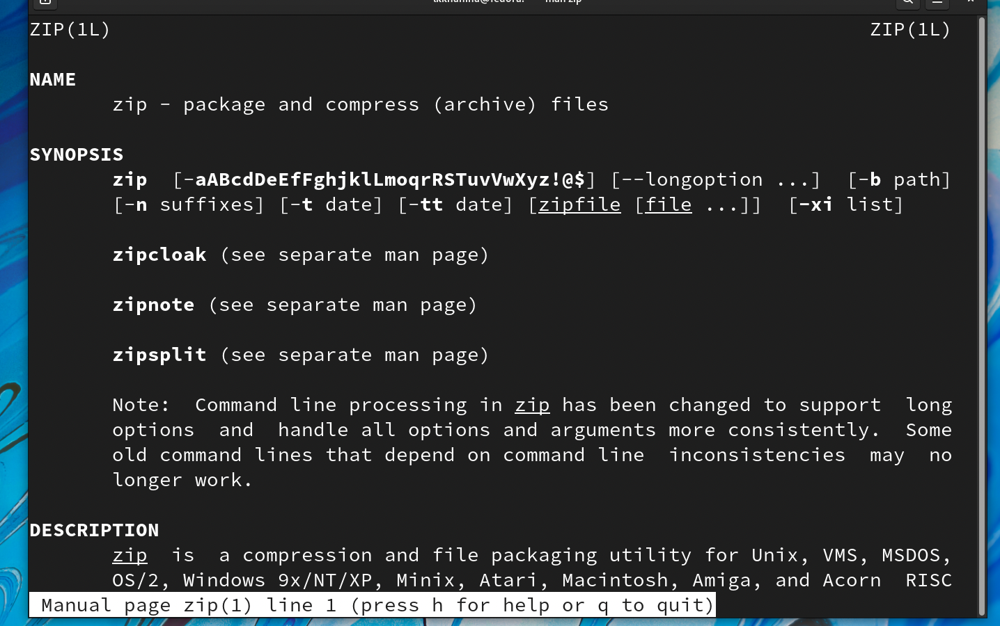 man zip
ZIP(1L) ZIP(1L)
NAME
zip - package and compress (archive) files
SYNOPSIS
zip [-aABcdDeEfFghjklLmoqrRSTuvVwXyz!@$] [--longoption ...] [-b path]
[-n suffixes] [-t date] [-tt date] [zipfile [file ...]] [-xi list]
zipcloak (see separate man page)
zipnote (see separate man page)
zipsplit (see separate man page)
Note: Command line processing in zip has been changed to support long
options and handle all options and arguments more consistently. Some
old command lines that depend on command line inconsistencies may no
longer work.
DESCRIPTION
zip is a compression and file packaging utility for Unix, VMS, MSDOS,
OS/2, Windows 9x/NT/XP, Minix, Atari, Macintosh, Amiga, and Acorn RISC
Manual page zip(1) line 1 (press h for help or q to quit)